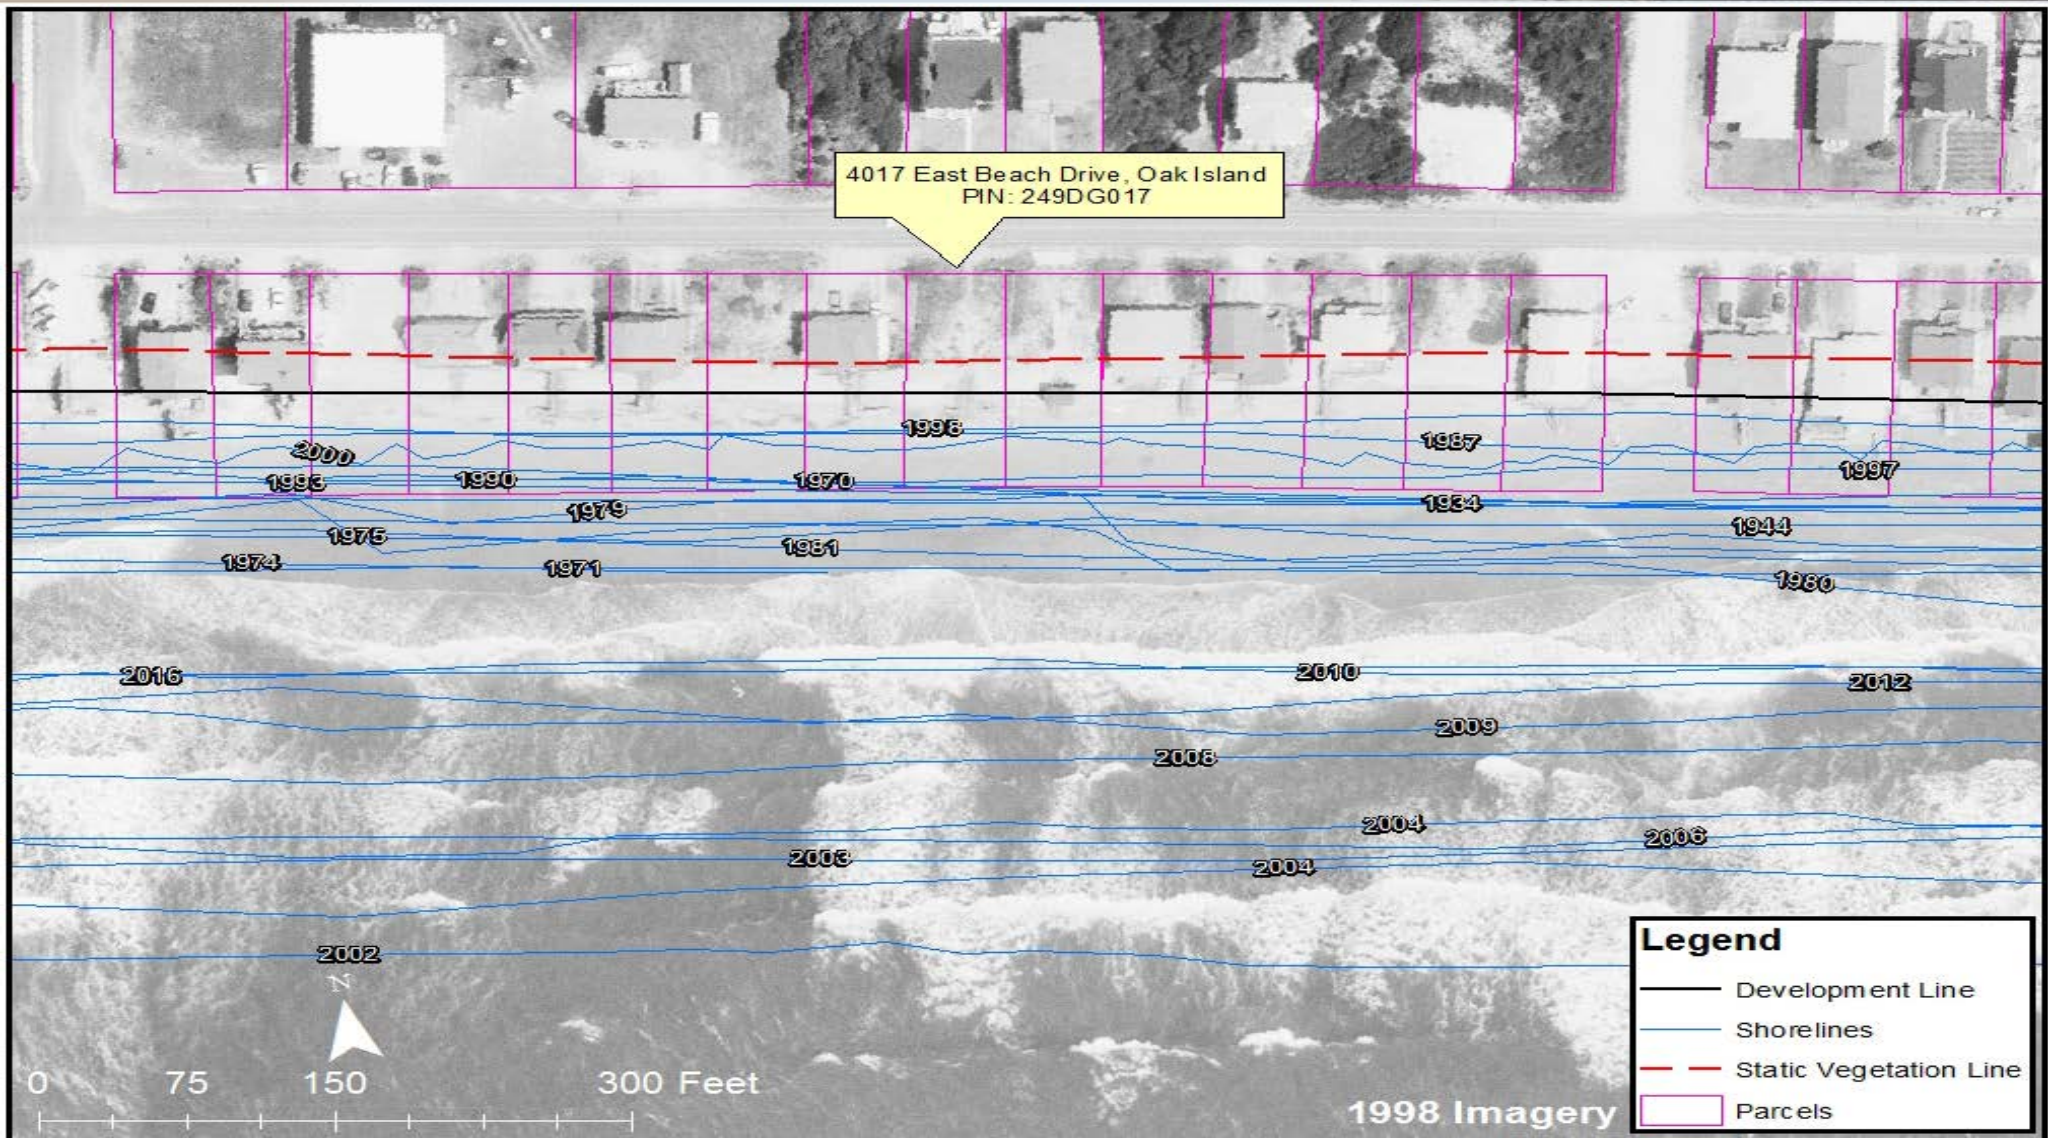 4017 East Beach Drive, Oak Island
PIN: 249DG017
1998
1987
2000
1997
1993
1990
1970
1934
1979
1944
1975
1981
1974
1971
1980
2016
2010
2012
2009
2008
2004
2006
2003
2004
2002
N
0 75 150 300 Feet
1998 Imagery
Legend
Development Line
Shorelines
Static Vegetation Line
Parcels